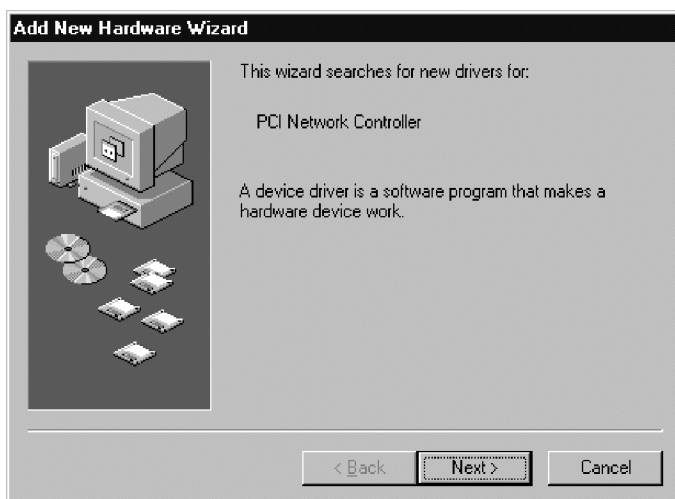 Add New Hardware Wizard
This wizard searches for new drivers for:
PCI Network Controller
A device driver is a software program that makes a
hardware device work.
< Back
Next >
Cancel